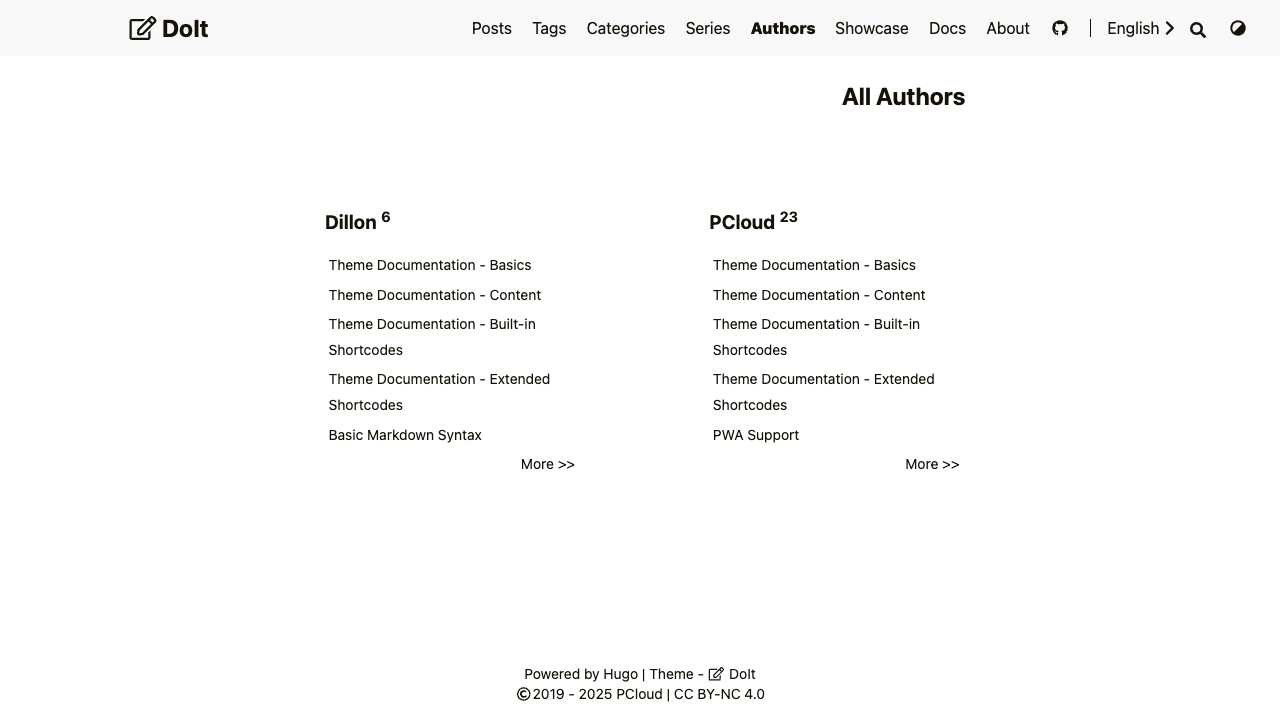 DoIt
Posts Tags Categories Series Authors Showcase Docs About English
All Authors
Dillon 6
Theme Documentation - Basics
Theme Documentation - Content
Theme Documentation - Built-in
Shortcodes
Theme Documentation - Extended
Shortcodes
Basic Markdown Syntax
More >>
PCloud 23
Theme Documentation - Basics
Theme Documentation - Content
Theme Documentation - Built-in
Shortcodes
Theme Documentation - Extended
Shortcodes
PWA Support
More >>
Powered by Hugo | Theme - DoIt
© 2019 - 2025 PCloud | CC BY-NC 4.0